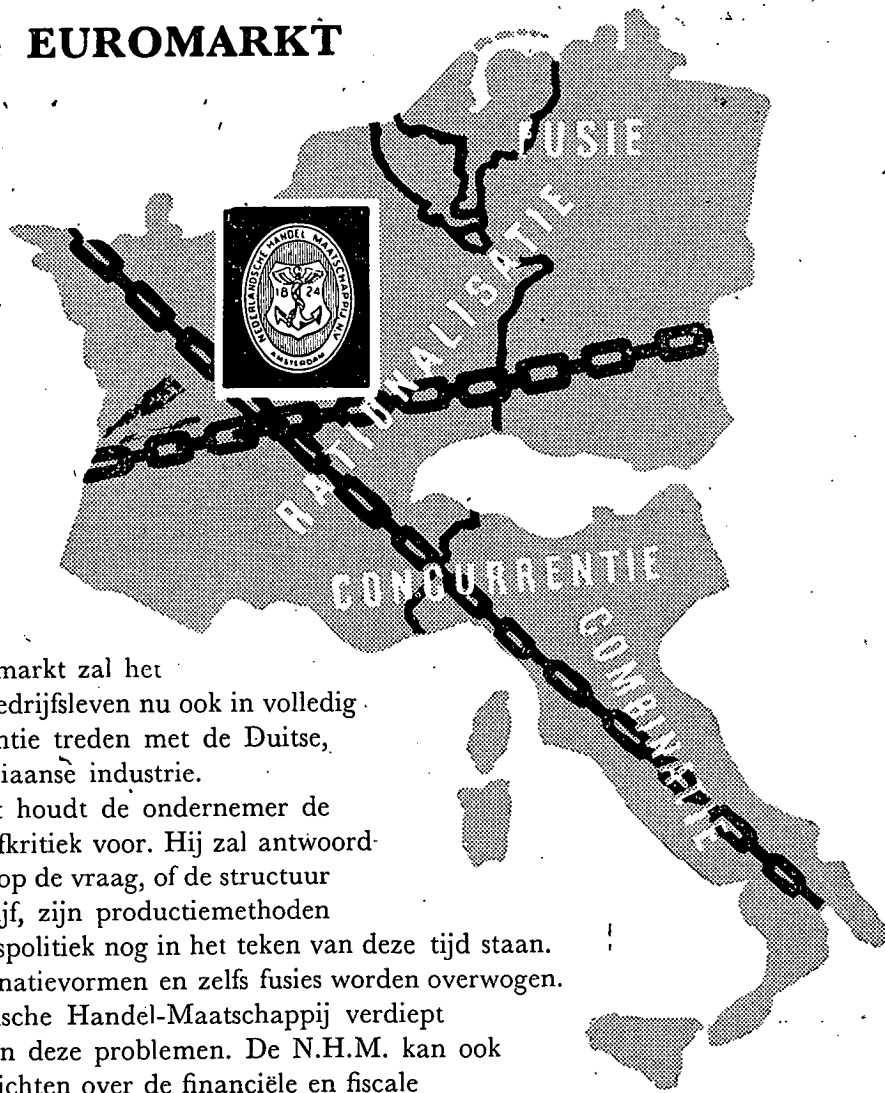 EUROMARKT
FUSIE
RATIONALISATIE
NEDERLANDSCHE HANDEL MAATSCHAPPIJ N.V.
18 24
AMSTERDAM
CONCURRENTIE
COMBINATIE
markt zal het
edrijfsleven nu ook in volledig
ntie treden met de Duitse,
iaanse industrie.
t houdt de ondernemer de
fkritiek voor. Hij zal antwoord-
op de vraag, of de structuur
ijf, zijn productiemethoden
spolitiek nog in het teken van deze tijd staan.
natievormen en zelfs fusies worden overwogen.
sche Handel-Maatschappij verdiept
n deze problemen. De N.H.M. kan ook
ichten over de financiële en fiscale